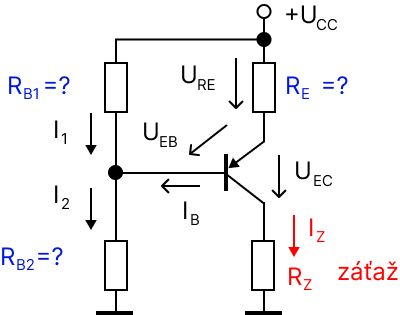 +UCC
RB1 =?
URE
RE =?
I1
UEB
UEC
I2
IB
IZ
RB2=?
RZ záťaž